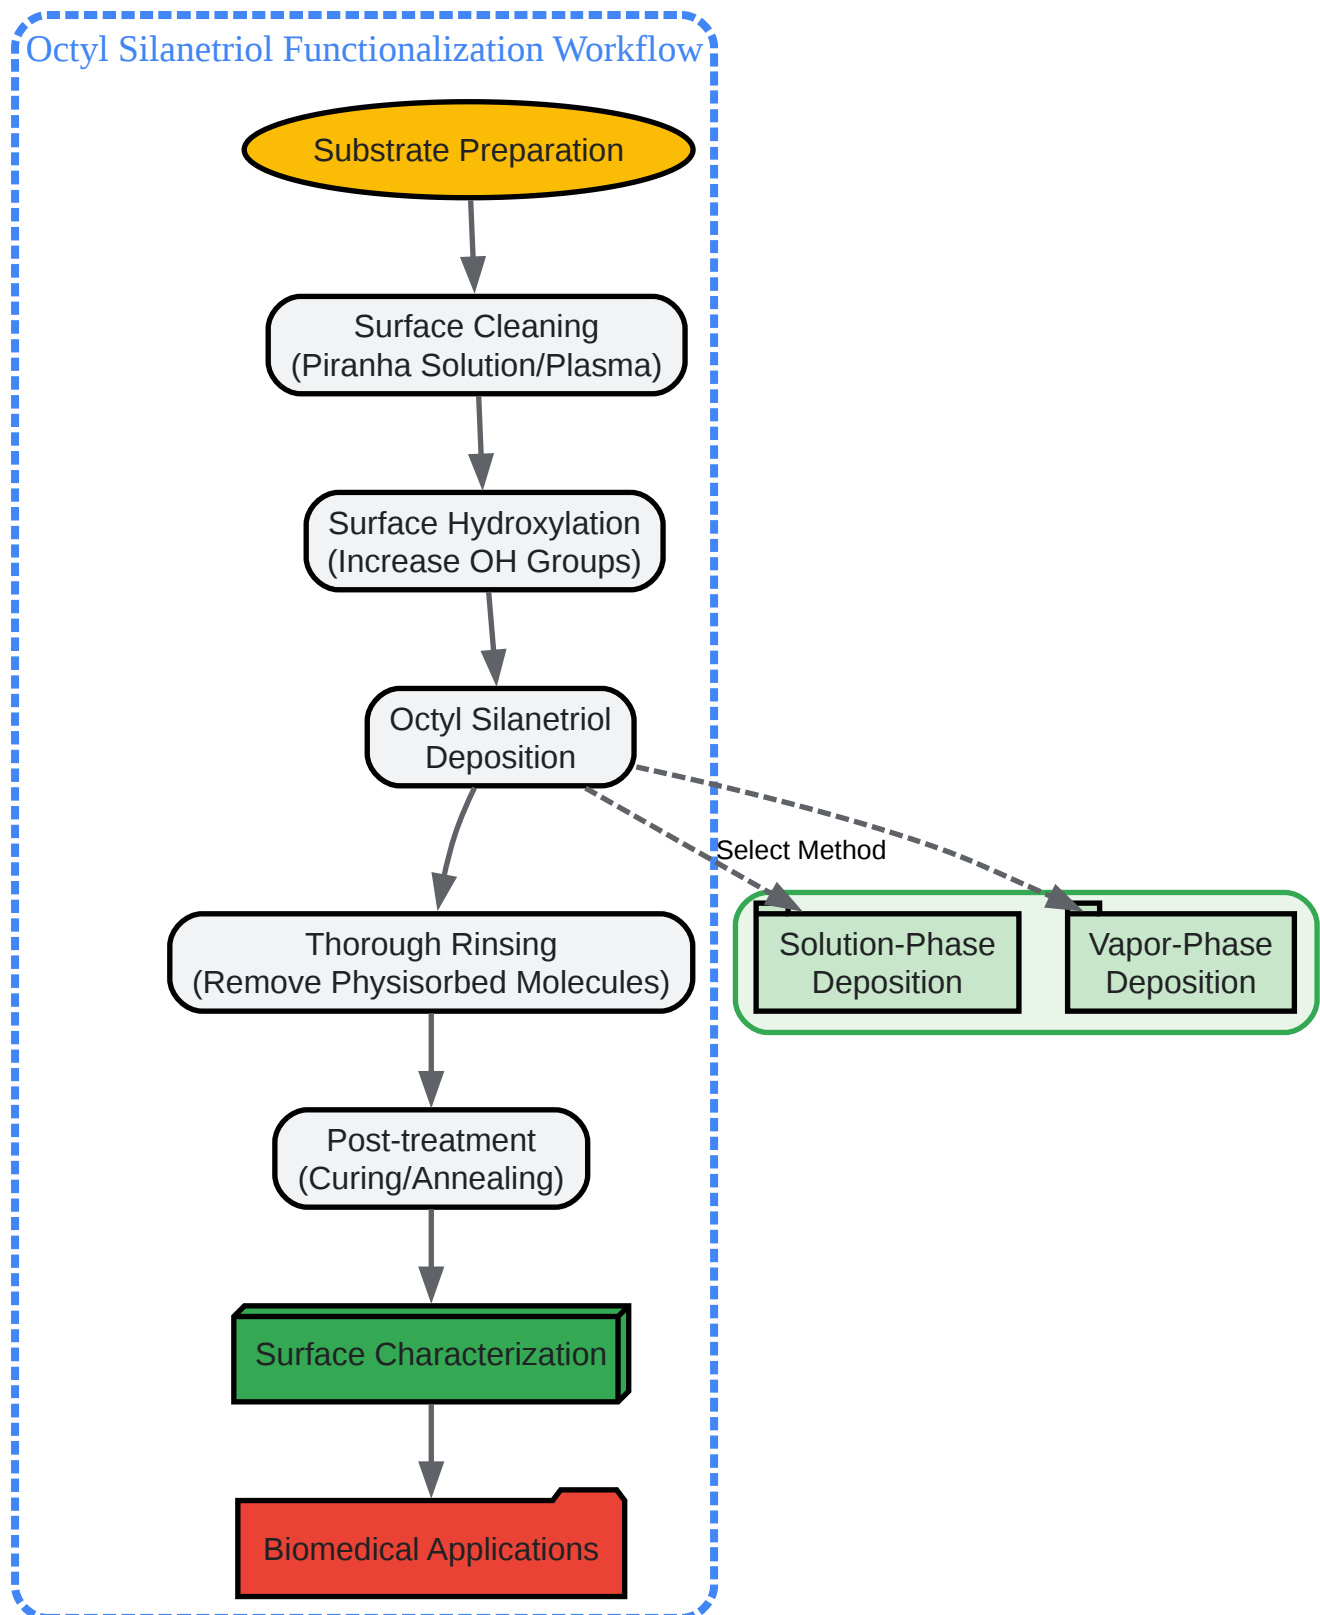 Octyl Silanetriol Functionalization Workflow
Substrate Preparation
Surface Cleaning
(Piranha Solution/Plasma)
Surface Hydroxylation
(Increase OH Groups)
Octyl Silanetriol
Deposition
Select Method
Solution-Phase
Deposition
Vapor-Phase
Deposition
Thorough Rinsing
(Remove Physisorbed Molecules)
Post-treatment
(Curing/Annealing)
Surface Characterization
Biomedical Applications